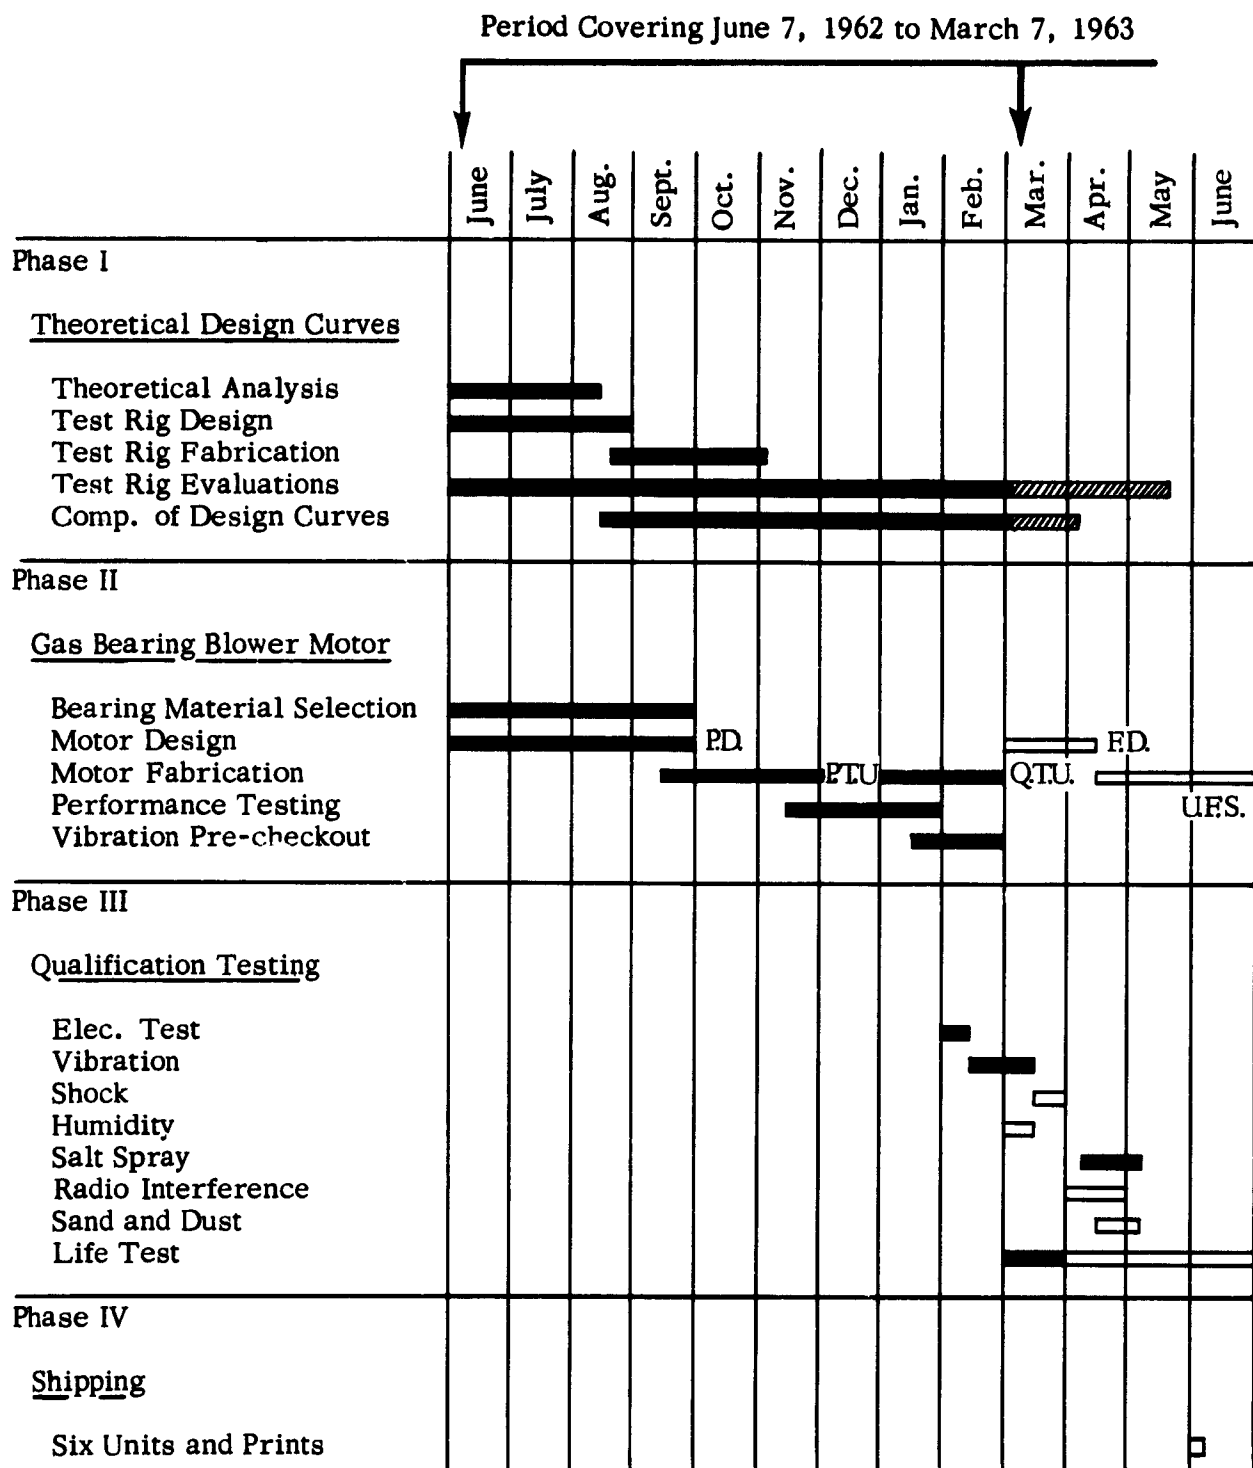 Period Covering June 7, 1962 to March 7, 1963
June July Aug. Sept. Oct. Nov. Dec. Jan. Feb. Mar. Apr. May June
Phase I
Theoretical Design Curves
Theoretical Analysis
Test Rig Design
Test Rig Fabrication
Test Rig Evaluations
Comp. of Design Curves
Phase II
Gas Bearing Blower Motor
Bearing Material Selection
Motor Design P.D. F.D.
Motor Fabrication P.T.U Q.T.U.
Performance Testing U.F.S.
Vibration Pre-checkout
Phase III
Qualification Testing
Elec. Test
Vibration
Shock
Humidity
Salt Spray
Radio Interference
Sand and Dust
Life Test
Phase IV
Shipping
Six Units and Prints